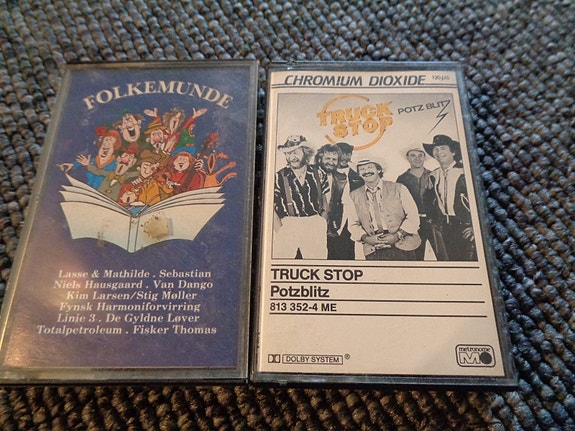 FOLKEMUNDE
Lasse & Mathilde . Sebastian
Niels Hausgaard . Van Dango
Kim Larsen/Stig Møller
Fynsk Harmoniforvirring
Linie 3 . De Gyldne Løver
Totalpetroleum . Fisker Thomas
CHROMIUM DIOXIDE
TRUCK
STOP
POTZ BLITZ
TRUCK STOP
Potzblitz
813 352-4 ME
DOLBY SYSTEM ®
metronome